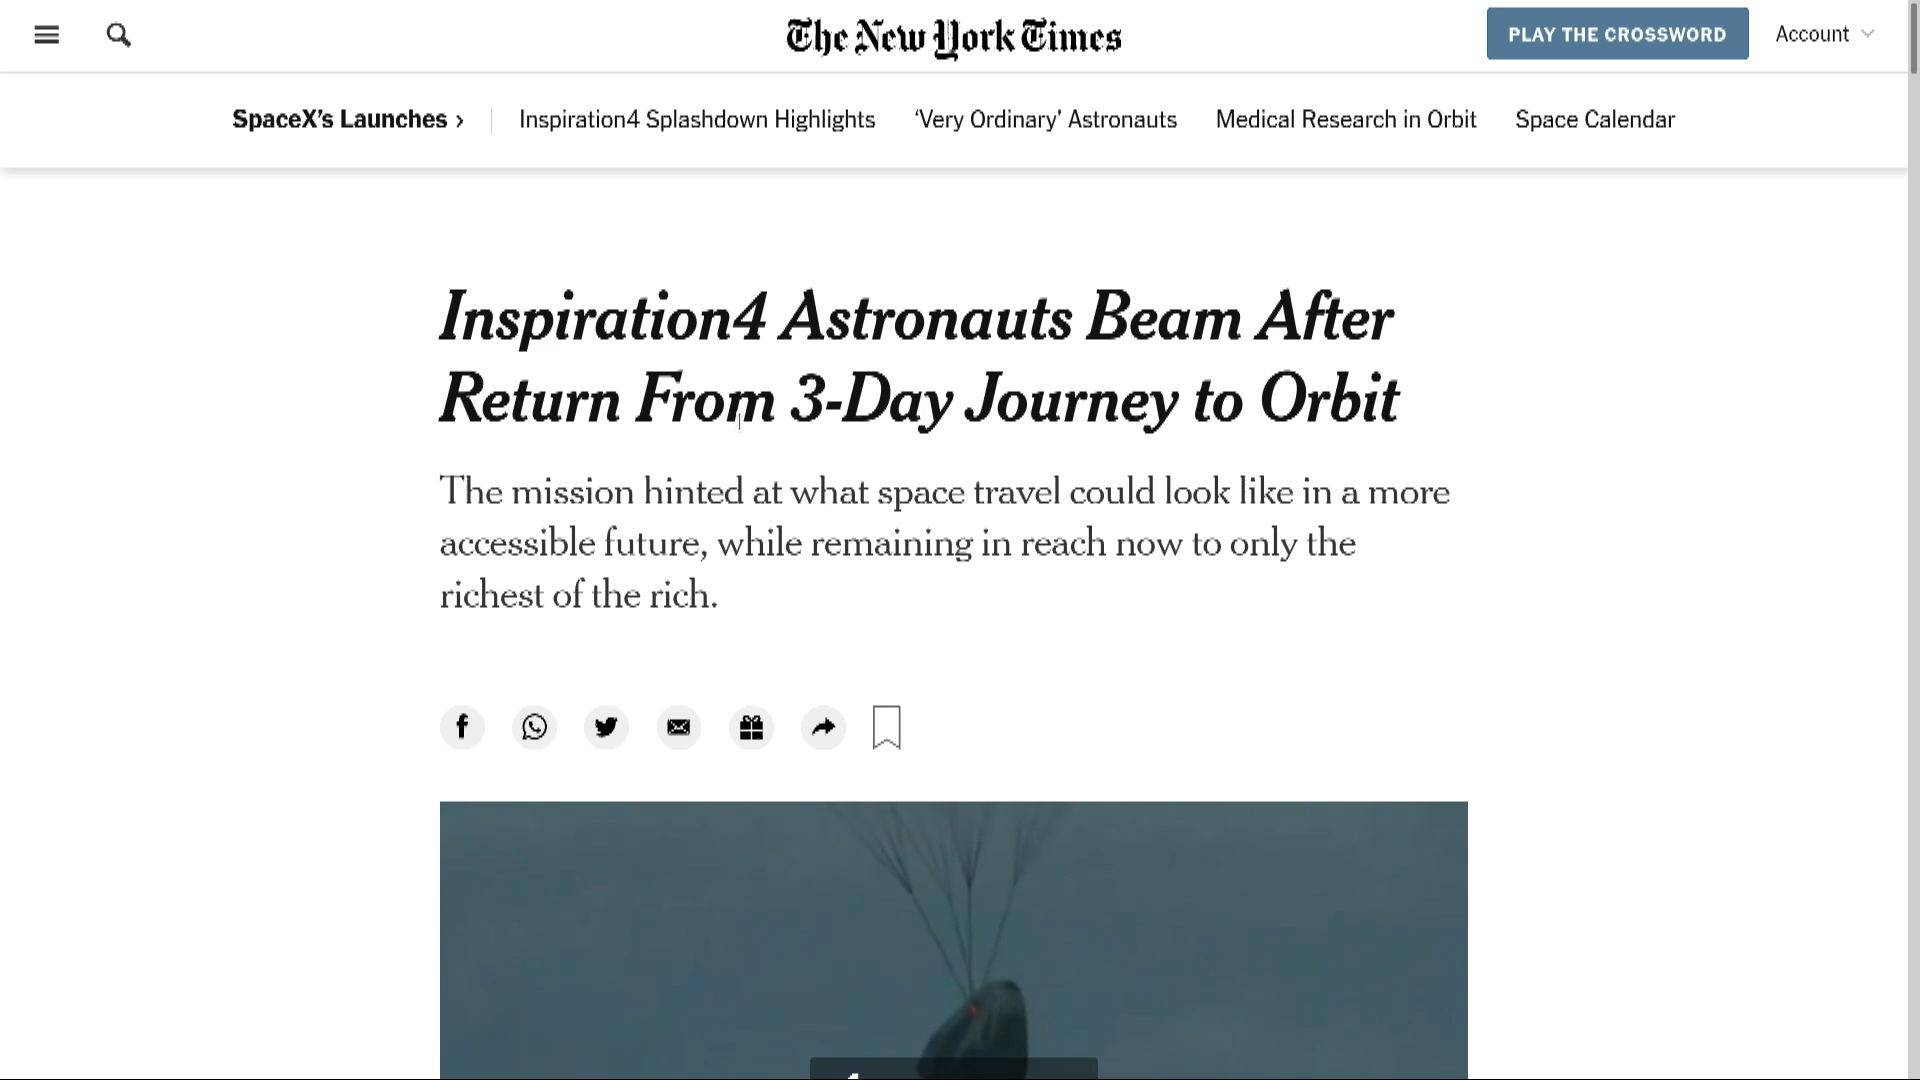 The New York Times
PLAY THE CROSSWORD
Account
SpaceX’s Launches ›
Inspiration4 Splashdown Highlights
‘Very Ordinary’ Astronauts
Medical Research in Orbit
Space Calendar
Inspiration4 Astronauts Beam After
Return From 3-Day Journey to Orbit
The mission hinted at what space travel could look like in a more
accessible future, while remaining in reach now to only the
richest of the rich.